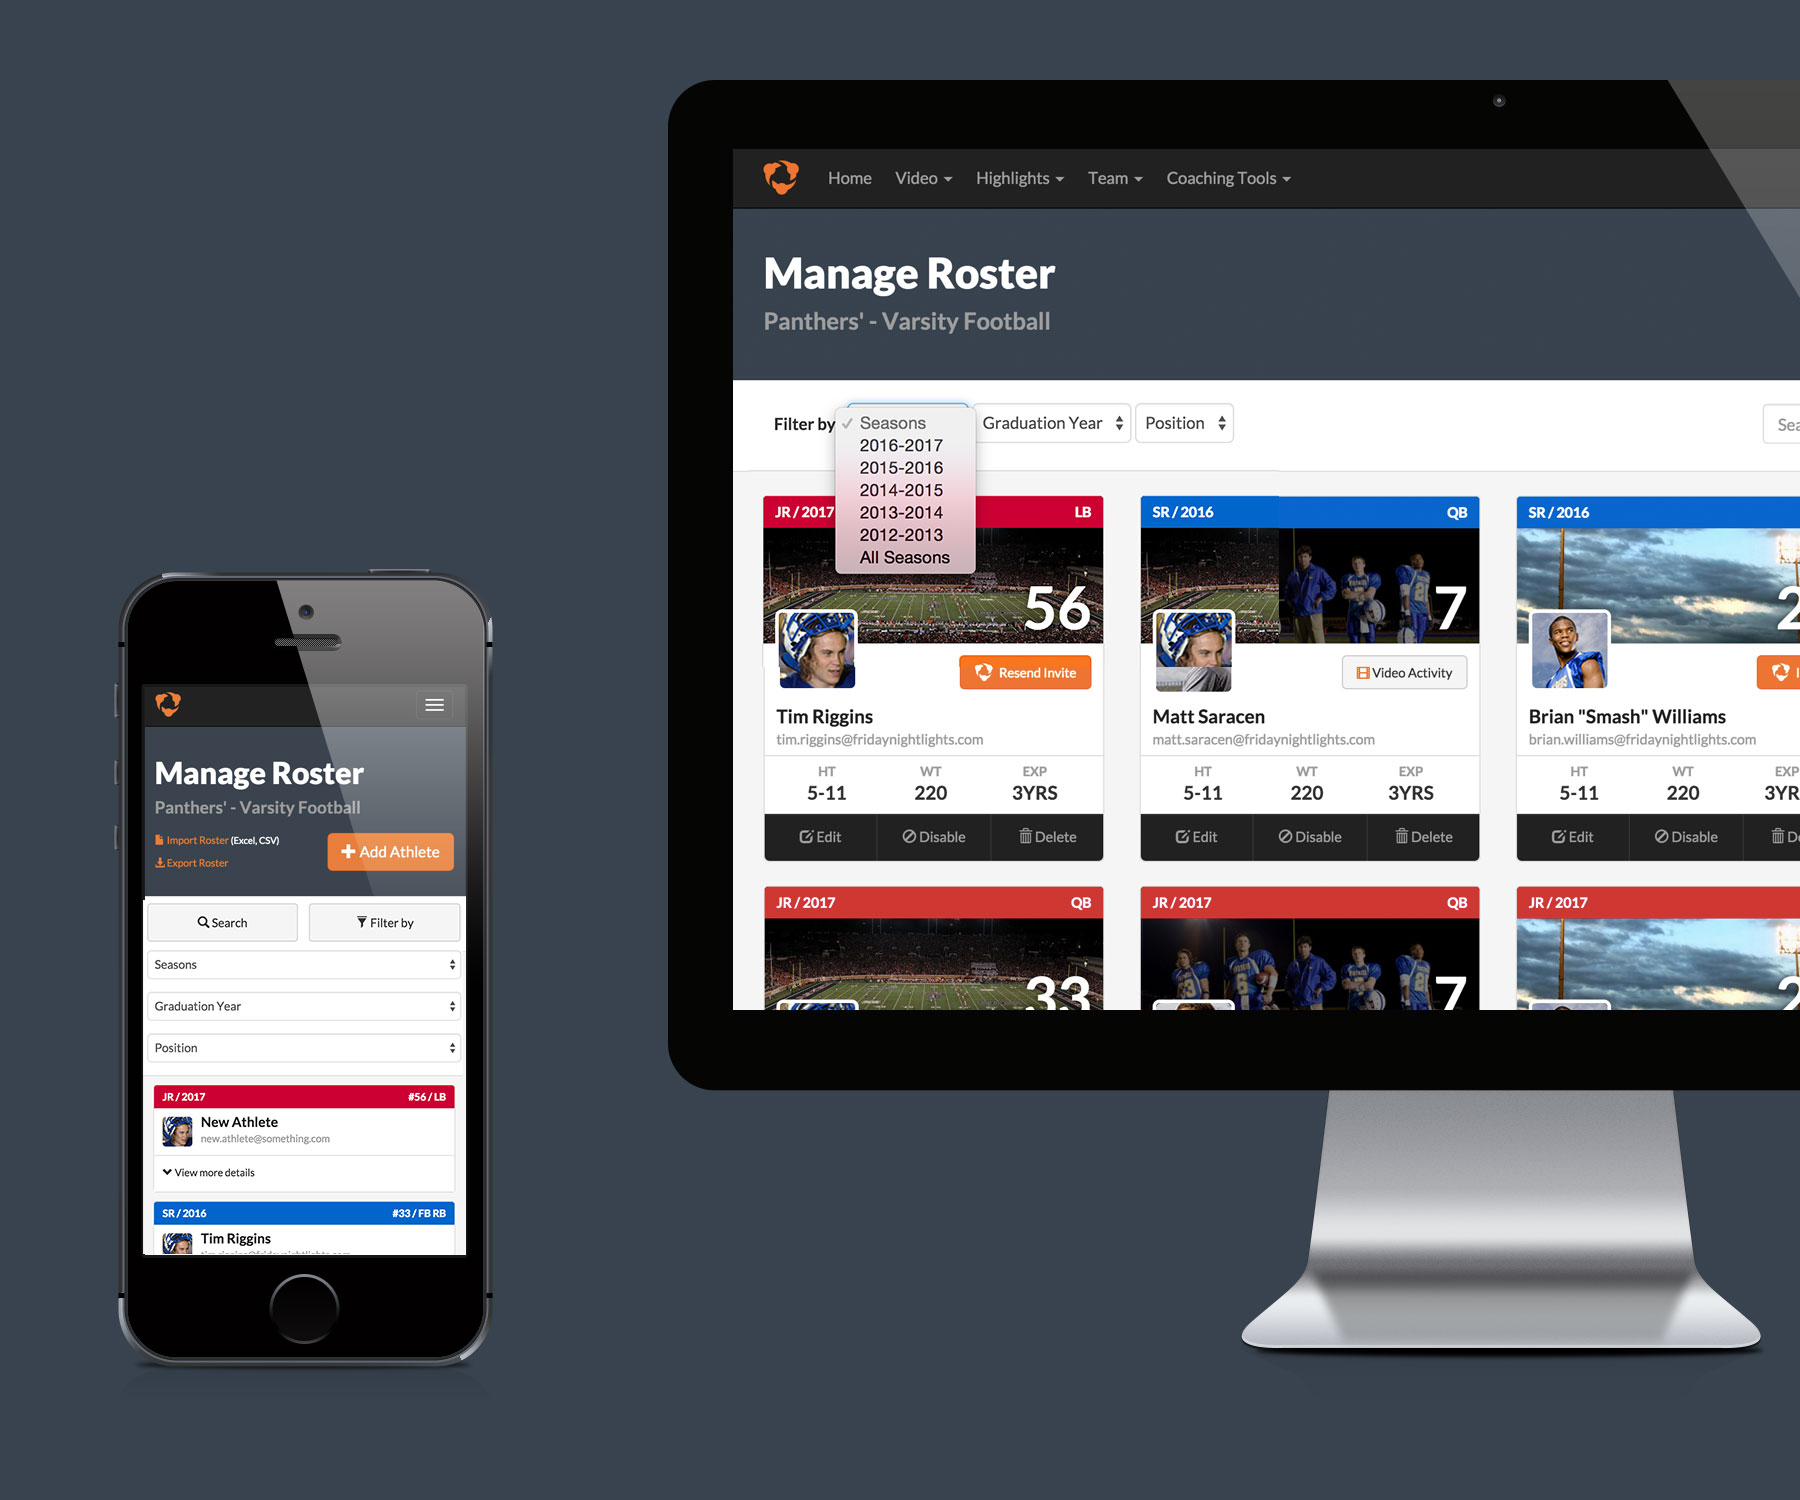 Home Video Highlights Team Coaching Tools
Manage Roster
Panthers' - Varsity Football
Filter by Seasons Graduation Year Position Sea
2016-2017
2015-2016
2014-2015
2013-2014
2012-2013
All Seasons
JR / 2017 LB
56
Resend Invite
Tim Riggins
tim.riggins@fridaynightlights.com
HT WT EXP
5-11 220 3YRS
Edit Disable Delete
SR / 2016 QB
7
Video Activity
Matt Saracen
matt.saracen@fridaynightlights.com
HT WT EXP
5-11 220 3YRS
Edit Disable Delete
SR / 2016
2
Brian "Smash" Williams
brian.williams@fridaynightlights.com
HT WT EXP
5-11 220 3YR
Edit Disable D
JR / 2017 QB
33
JR / 2017 QB
7
JR / 2017
2
Manage Roster
Panthers' - Varsity Football
Import Roster (Excel, CSV)
Export Roster
+ Add Athlete
Search Filter by
Seasons
Graduation Year
Position
JR / 2017 #56 / LB
New Athlete
new.athlete@something.com
View more details
SR / 2016 #33 / FB RB
Tim Riggins